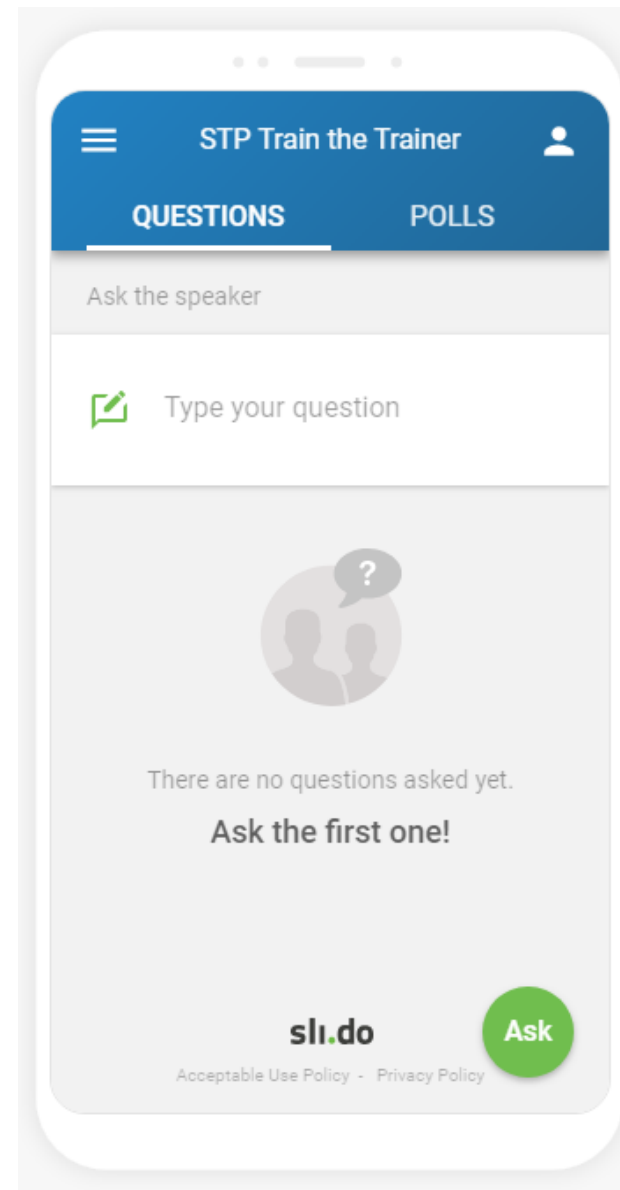 STP Train the Trainer
QUESTIONS POLLS
Ask the speaker
Type your question
?
There are no questions asked yet.
Ask the first one!
slı.do
Ask
Acceptable Use Policy - Privacy Policy